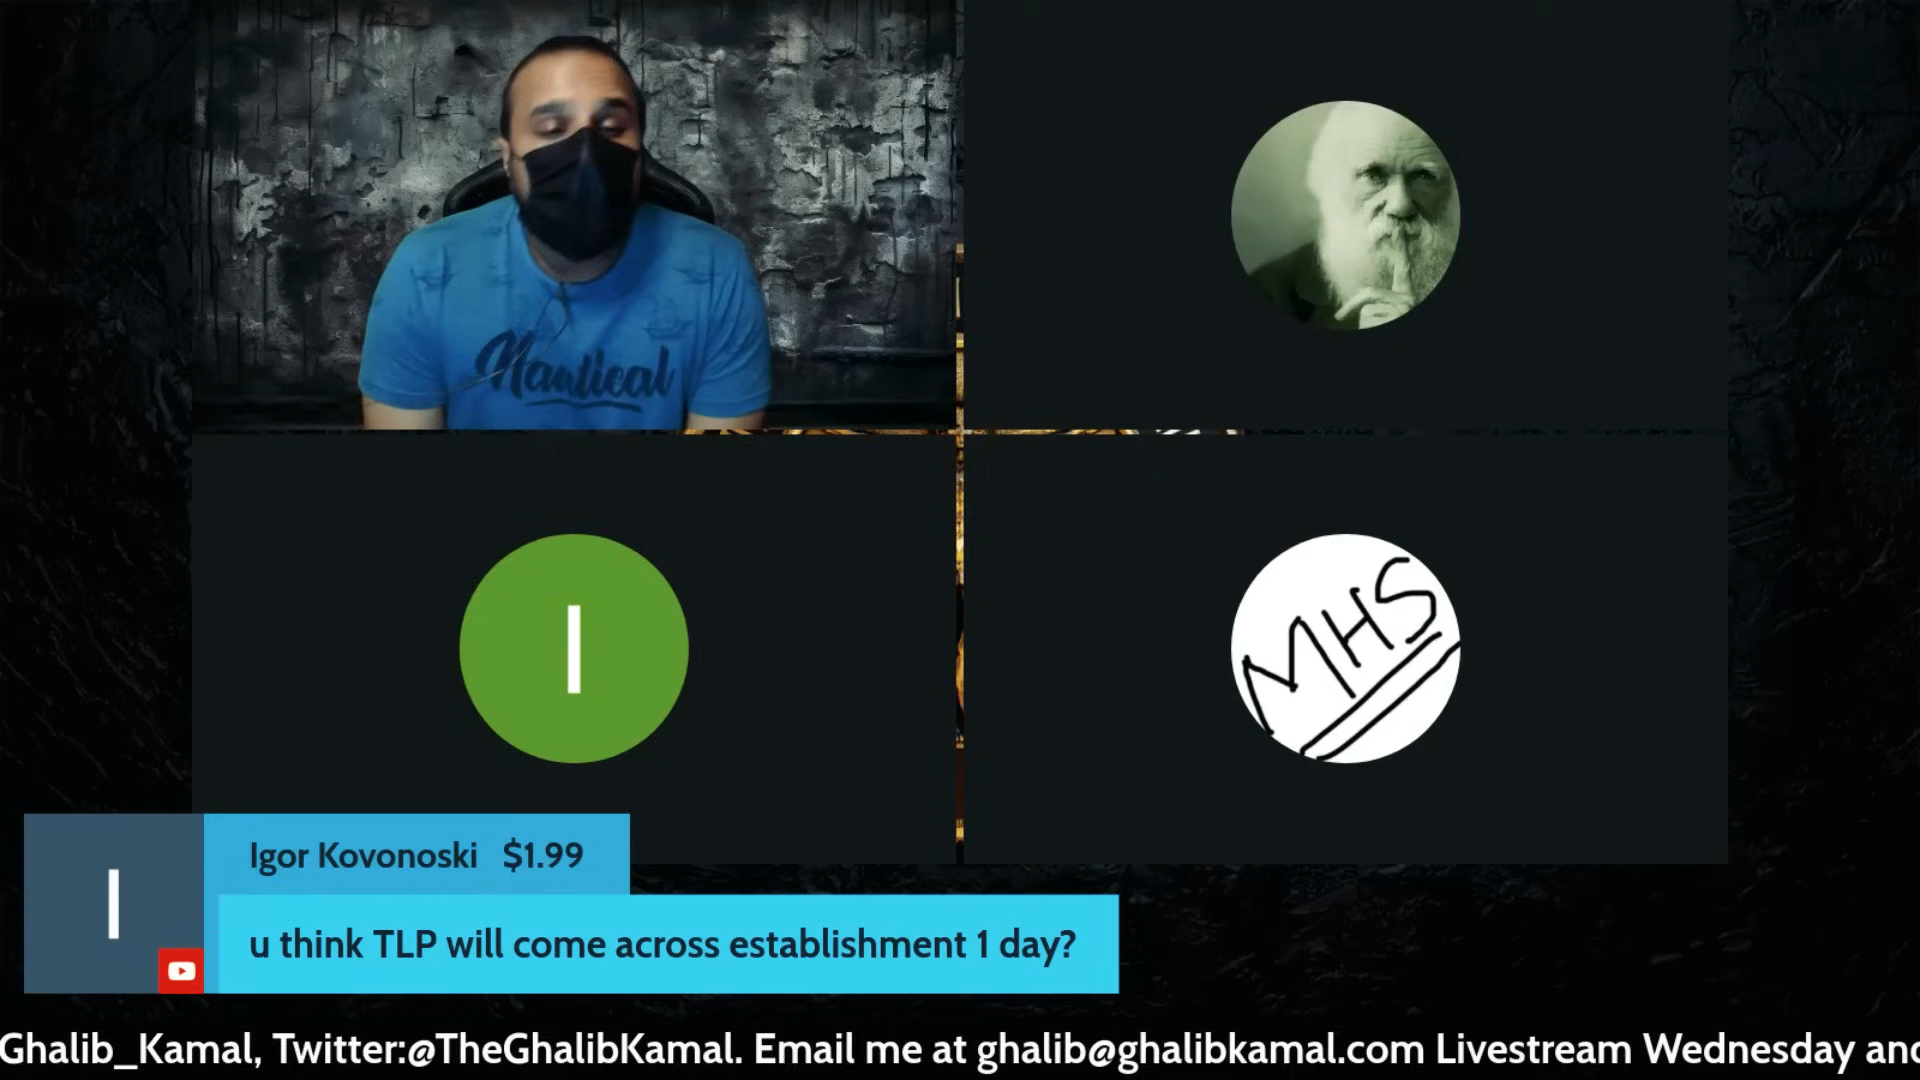 Nautical
I
MHS
I
Igor Kovonoski $1.99
u think TLP will come across establishment 1 day?
Ghalib_Kamal, Twitter:@TheGhalibKamal. Email me at ghalib@ghalibkamal.com Livestream Wednesday and